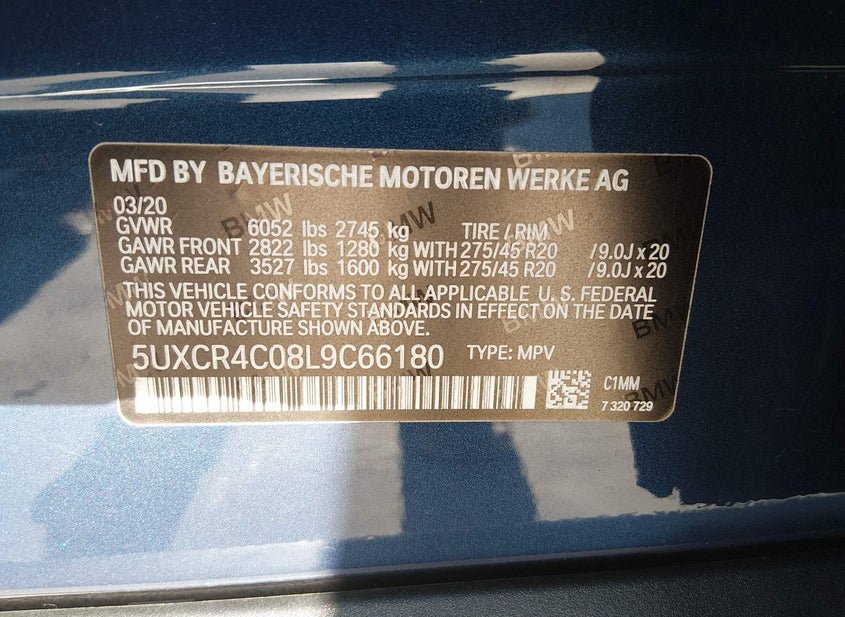 MFD BY BAYERISCHE MOTOREN WERKE AG
03/20
GVWR 6052 lbs 2745 kg TIRE / RIM
GAWR FRONT 2822 lbs 1280 kg WITH 275/45 R20 /9.0J x 20
GAWR REAR 3527 lbs 1600 kg WITH 275/45 R20 /9.0J x 20
THIS VEHICLE CONFORMS TO ALL APPLICABLE U. S. FEDERAL
MOTOR VEHICLE SAFETY STANDARDS IN EFFECT ON THE DATE
OF MANUFACTURE SHOWN ABOVE.
5UXCR4C08L9C66180 TYPE: MPV
C1MM
7 320 729